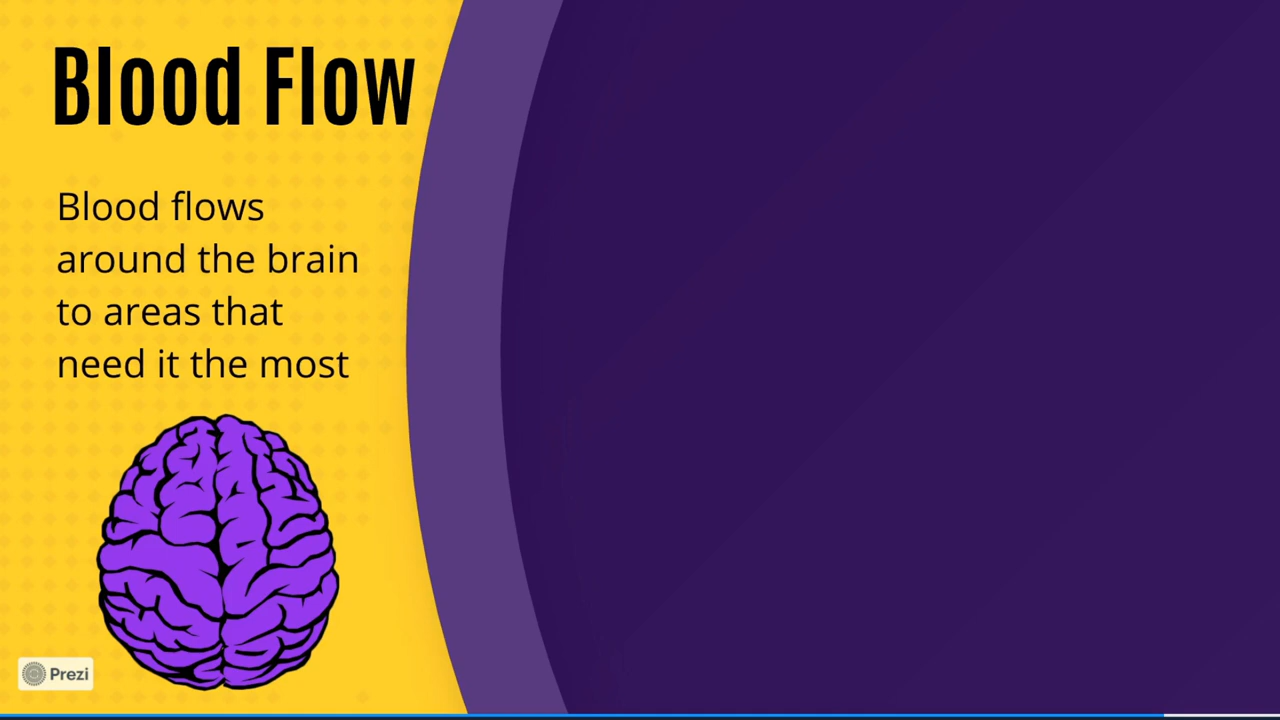 Blood Flow
Blood flows
around the brain
to areas that
need it the most
Prezi